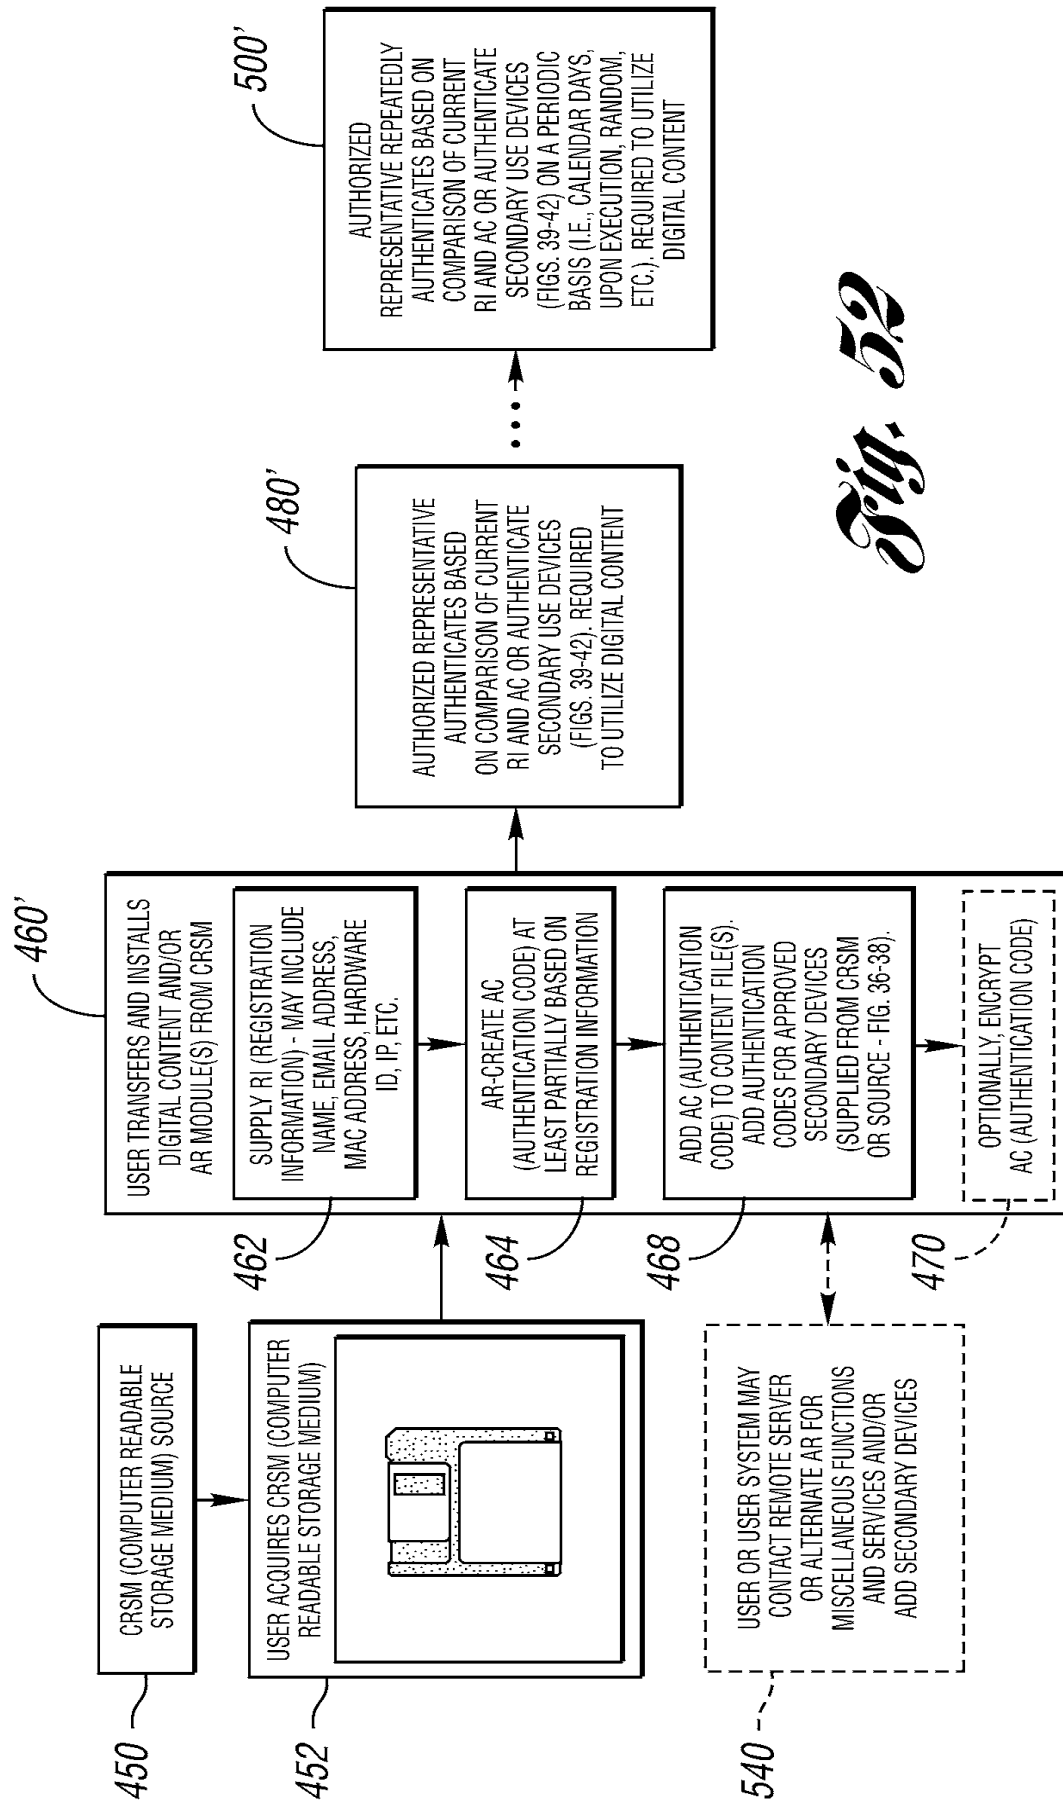 450
CRSM (COMPUTER READABLE
STORAGE MEDIUM) SOURCE
452
USER ACQUIRES CRSM (COMPUTER
READABLE STORAGE MEDIUM)
540
USER OR USER SYSTEM MAY
CONTACT REMOTE SERVER
OR ALTERNATE AR FOR
MISCELLANEOUS FUNCTIONS
AND SERVICES AND/OR
ADD SECONDARY DEVICES
460'
USER TRANSFERS AND INSTALLS
DIGITAL CONTENT AND/OR
AR MODULE(S) FROM CRSM
462
SUPPLY RI (REGISTRATION
INFORMATION) - MAY INCLUDE
NAME, EMAIL ADDRESS,
MAC ADDRESS, HARDWARE
ID, IP, ETC.
464
AR-CREATE AC
(AUTHENTICATION CODE) AT
LEAST PARTIALLY BASED ON
REGISTRATION INFORMATION
468
ADD AC (AUTHENTICATION
CODE) TO CONTENT FILE(S).
ADD AUTHENTICATION
CODES FOR APPROVED
SECONDARY DEVICES
(SUPPLIED FROM CRSM
OR SOURCE - FIG. 36-38).
470
OPTIONALLY, ENCRYPT
AC (AUTHENTICATION CODE)
480'
AUTHORIZED REPRESENTATIVE
AUTHENTICATES BASED
ON COMPARISON OF CURRENT
RI AND AC OR AUTHENTICATE
SECONDARY USE DEVICES
(FIGS. 39-42). REQUIRED
TO UTILIZE DIGITAL CONTENT
500'
AUTHORIZED
REPRESENTATIVE REPEATEDLY
AUTHENTICATES BASED ON
COMPARISON OF CURRENT
RI AND AC OR AUTHENTICATE
SECONDARY USE DEVICES
(FIGS. 39-42) ON A PERIODIC
BASIS (I.E., CALENDAR DAYS,
UPON EXECUTION, RANDOM,
ETC.). REQUIRED TO UTILIZE
DIGITAL CONTENT
Fig. 52